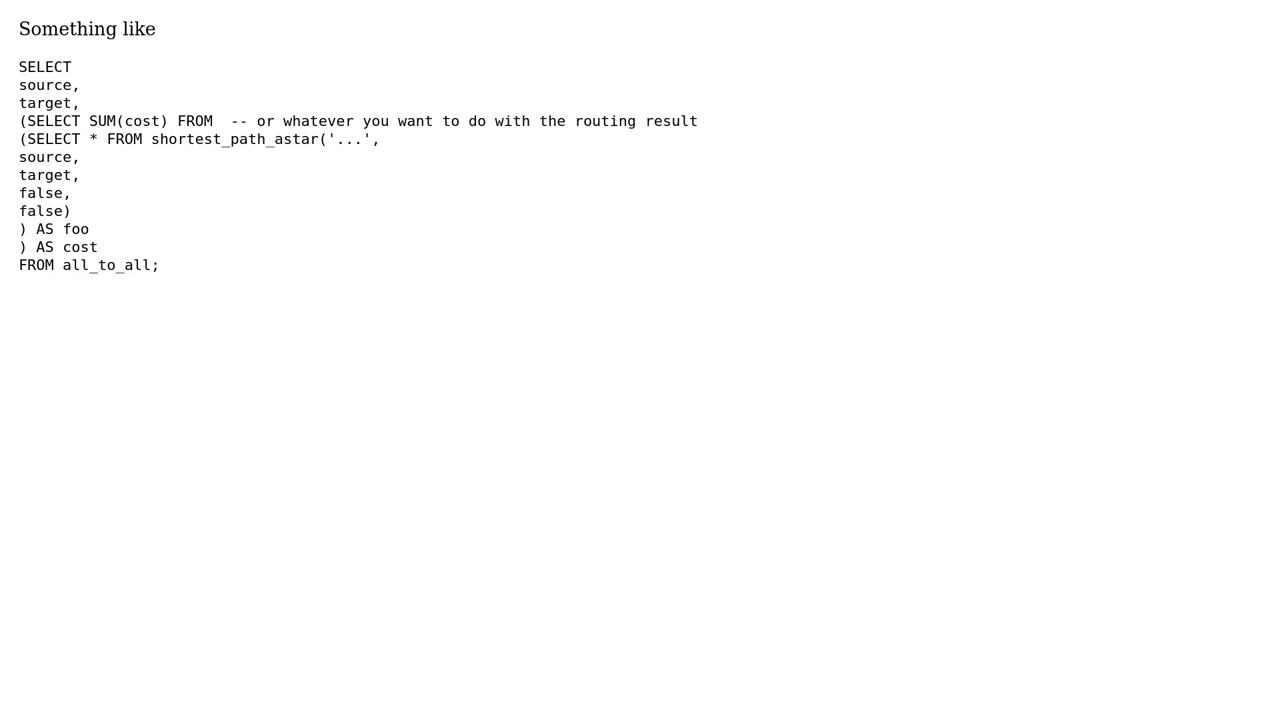 Something like
SELECT
source,
target,
(SELECT SUM(cost) FROM  -- or whatever you want to do with the routing result
(SELECT * FROM shortest_path_astar('...',
source,
target,
false,
false)
) AS foo
) AS cost
FROM all_to_all;